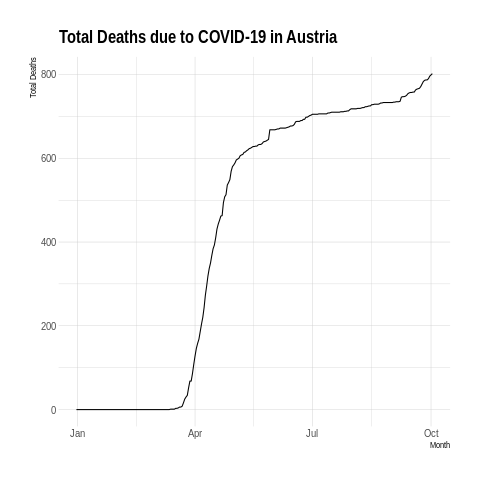 Total Deaths due to COVID-19 in Austria
Total Deaths
800
600
400
200
0
Jan Apr Jul Oct
Month